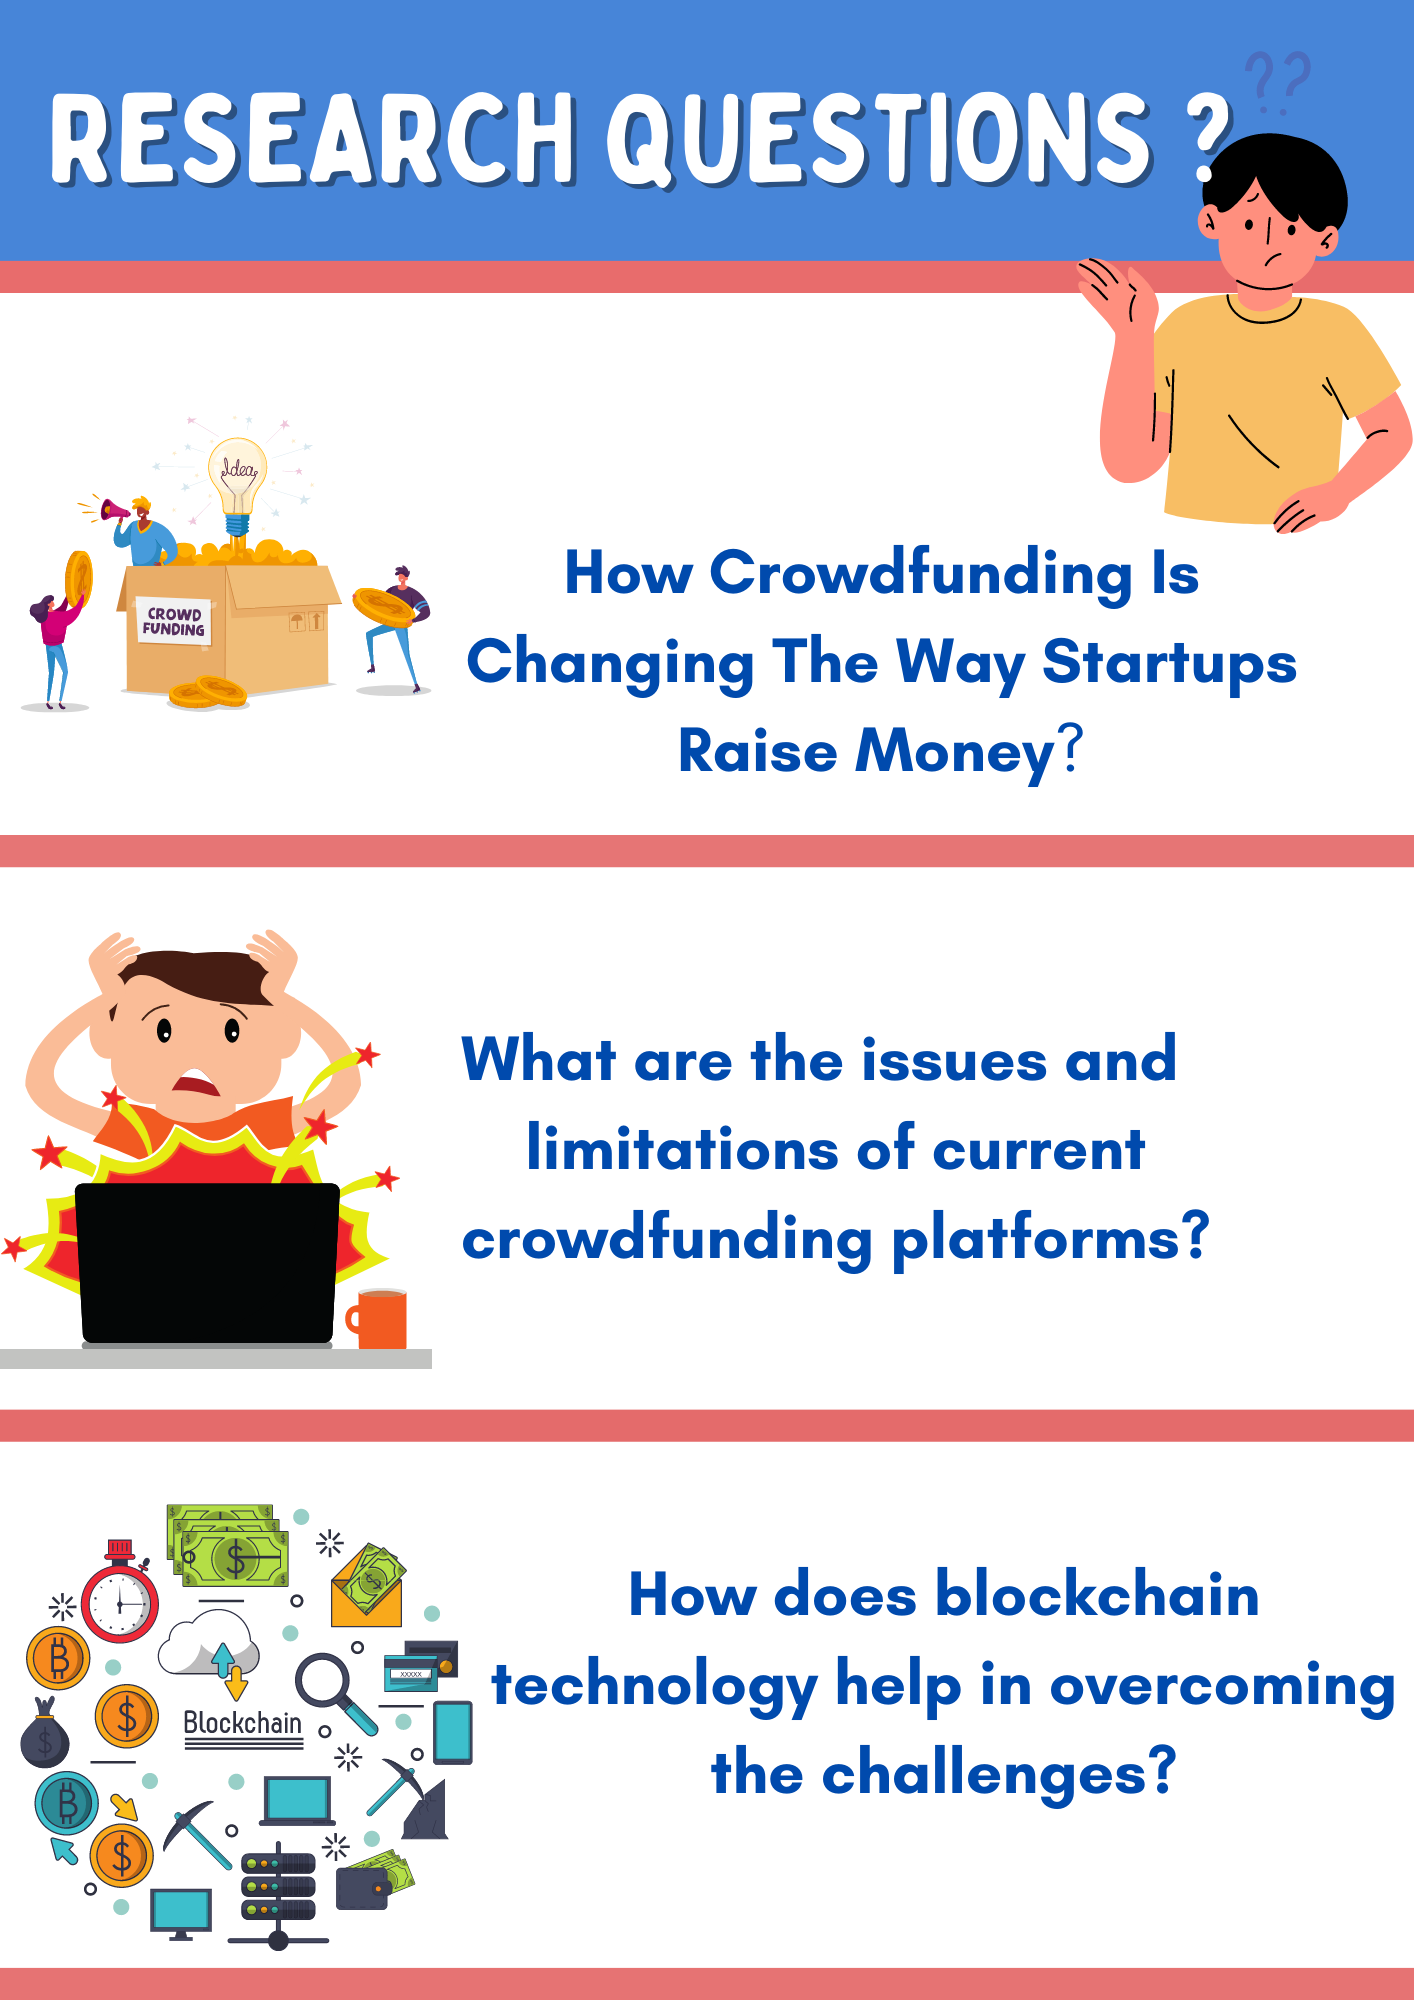 RESEARCH QUESTIONS ?
??
Idea
CROWD
FUNDING
How Crowdfunding Is
Changing The Way Startups
Raise Money?
What are the issues and
limitations of current
crowdfunding platforms?
XXXXX
Blockchain
How does blockchain
technology help in overcoming
the challenges?